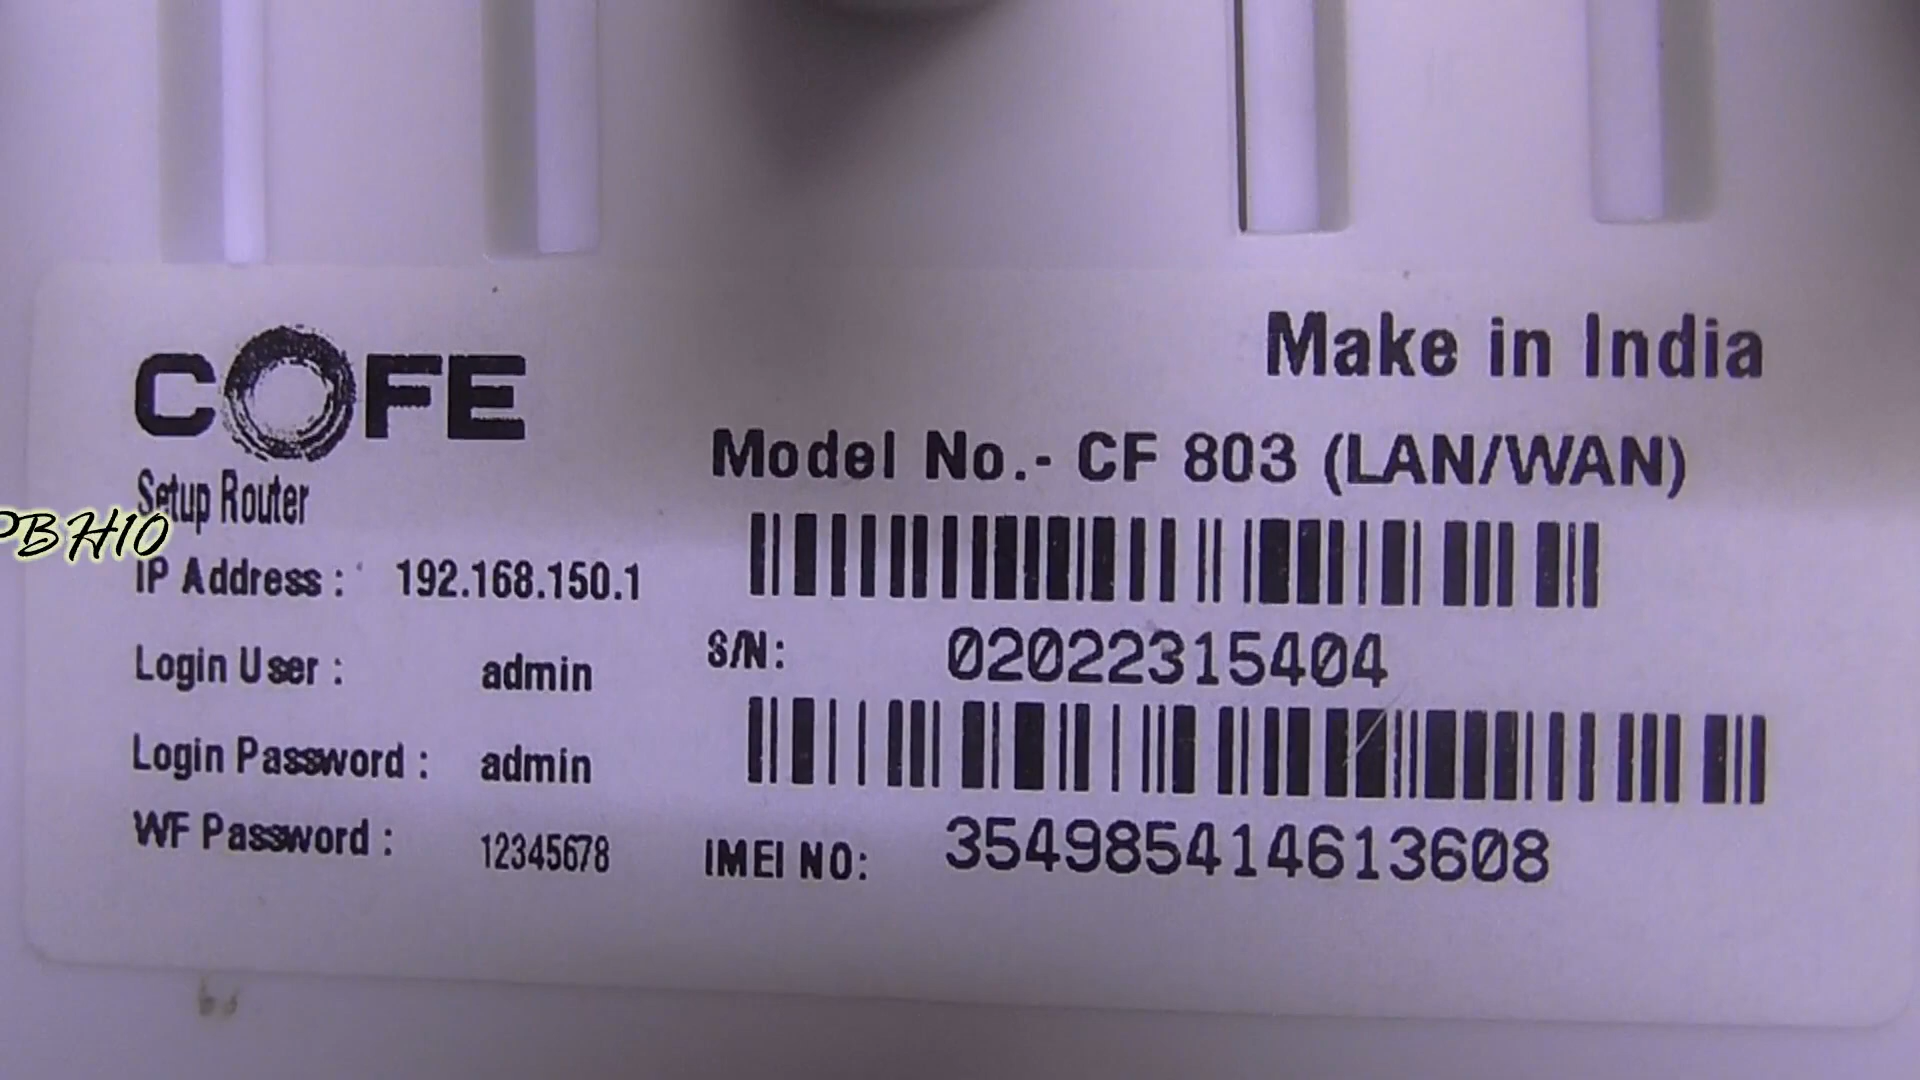 COFE
Setup Router
PBH10
IP Address : 192.168.150.1
Login User : admin
Login Password : admin
WF Password : 12345678
Make in India
Model No.- CF 803 (LAN/WAN)
S/N: 02022315404
IMEI NO: 354985414613608